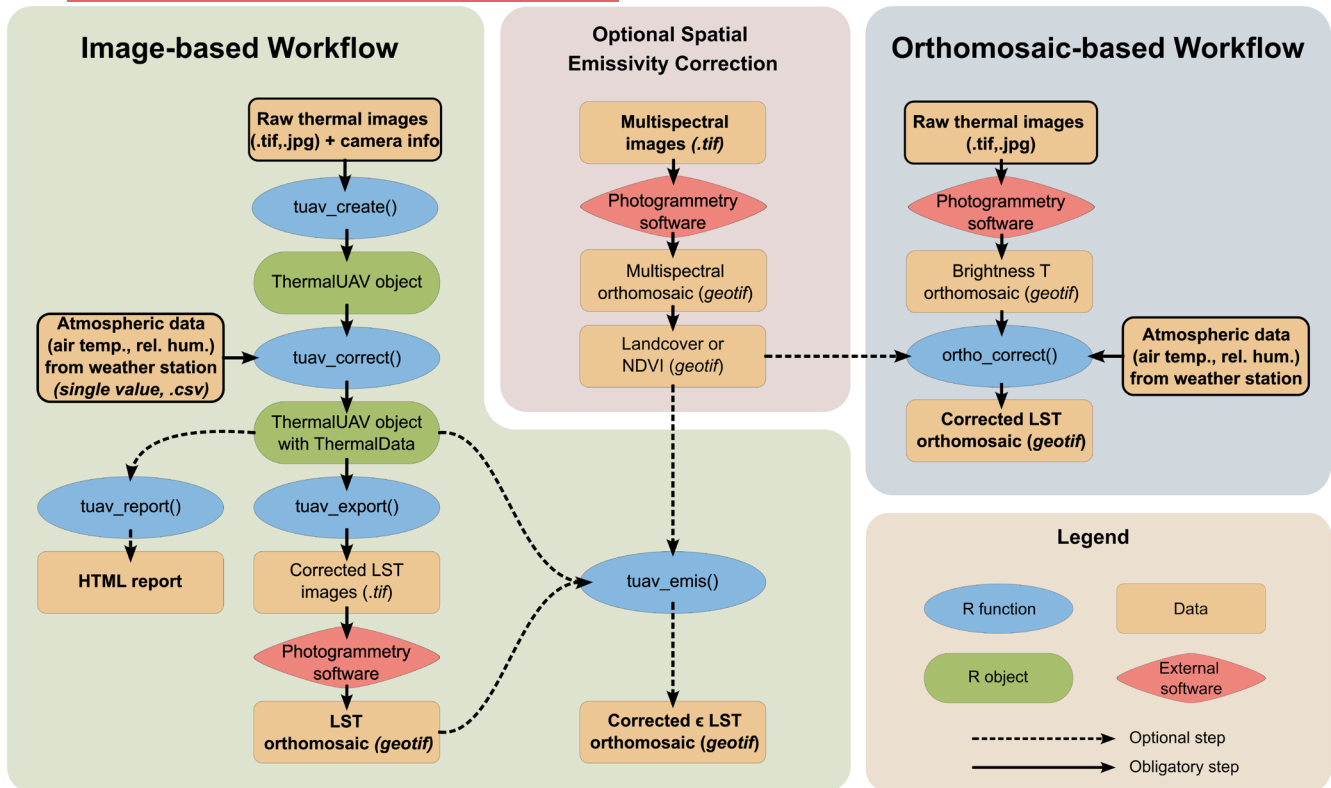 Image-based Workflow
Raw thermal images
(.tif,.jpg) + camera info
tuav_create()
ThermalUAV object
Atmospheric data
(air temp., rel. hum.)
from weather station
(single value, .csv)
tuav_correct()
ThermalUAV object
with ThermalData
tuav_report()
HTML report
tuav_export()
Corrected LST
images (.tif)
Photogrammetry
software
LST
orthomosaic (geotif)
tuav_emis()
Corrected ϵ LST
orthomosaic (geotif)
Optional Spatial
Emissivity Correction
Multispectral
images (.tif)
Photogrammetry
software
Multispectral
orthomosaic (geotif)
Landcover or
NDVI (geotif)
Orthomosaic-based Workflow
Raw thermal images
(.tif,.jpg)
Photogrammetry
software
Brightness T
orthomosaic (geotif)
ortho_correct()
Atmospheric data
(air temp., rel. hum.)
from weather station
Corrected LST
orthomosaic (geotif)
Legend
R function
Data
R object
External
software
Optional step
Obligatory step